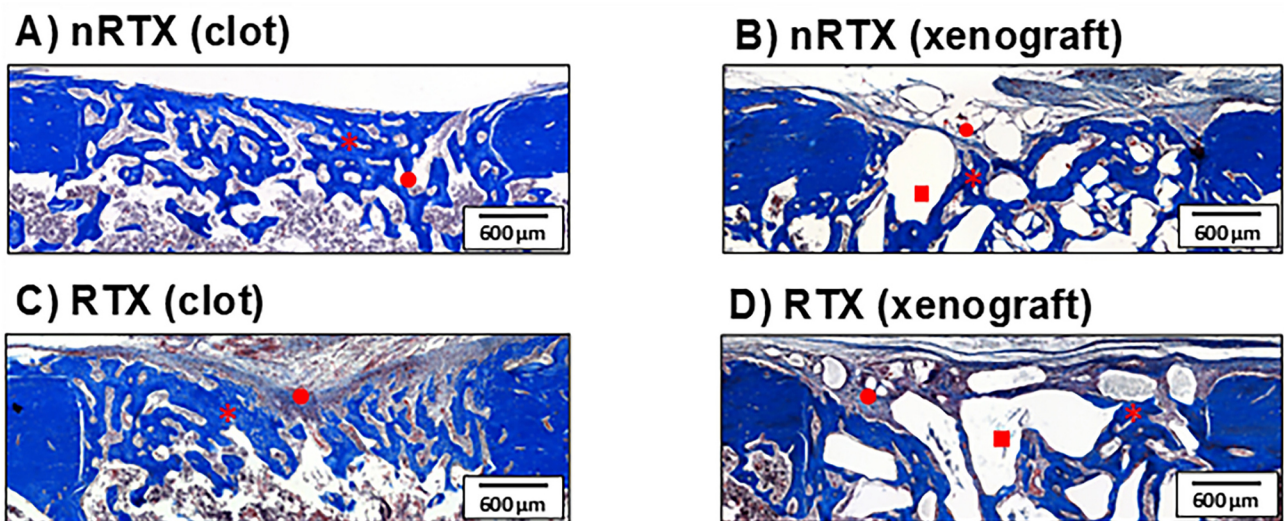 A) nRTX (clot)
B) nRTX (xenograft)
600 µm
600 µm
C) RTX (clot)
D) RTX (xenograft)
600 µm
600 µm